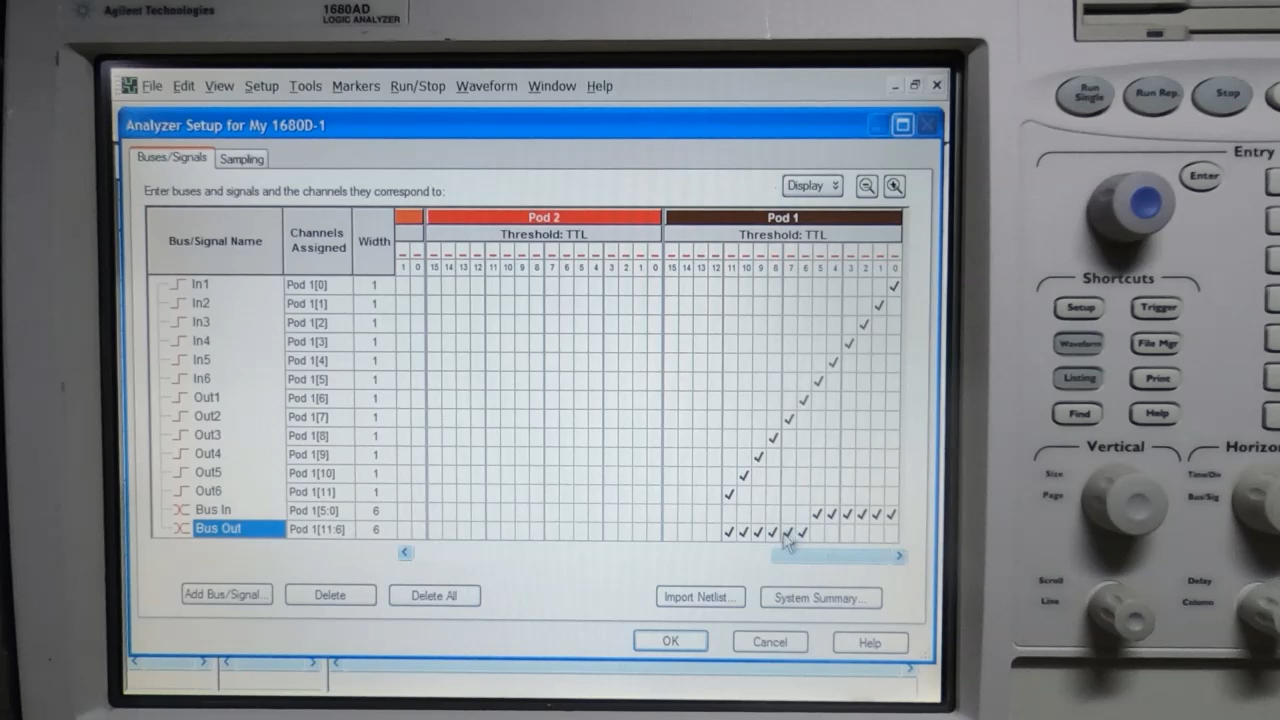 Agilent Technologies
1680AD
LOGIC ANALYZER
File Edit View Setup Tools Markers Run/Stop Waveform Window Help
Analyzer Setup for My 1680D-1
Buses/Signals Sampling
Enter buses and signals and the channels they correspond to:
Display
Bus/Signal Name Channels Assigned Width Pod 2 Pod 1
Threshold: TTL Threshold: TTL
1 0 15 14 13 12 11 10 9 8 7 6 5 4 3 2 1 0 15 14 13 12 11 10 9 8 7 6 5 4 3 2 1 0
In1 Pod 1[0] 1
In2 Pod 1[1] 1
In3 Pod 1[2] 1
In4 Pod 1[3] 1
In5 Pod 1[4] 1
In6 Pod 1[5] 1
Out1 Pod 1[6] 1
Out2 Pod 1[7] 1
Out3 Pod 1[8] 1
Out4 Pod 1[9] 1
Out5 Pod 1[10] 1
Out6 Pod 1[11] 1
Bus In Pod 1[5:0] 6
Bus Out Pod 1[11:6] 6
Add Bus/Signal... Delete Delete All Import Netlist... System Summary...
OK Cancel Help
Run Single Run Rep. Stop
Entry
Enter
Shortcuts
Setup Trigger
Waveform File Mgr
Listing Print
Find Help
Vertical
Size
Page
Time/Div
Bus/Sig
Scroll
Line
Delay
Column